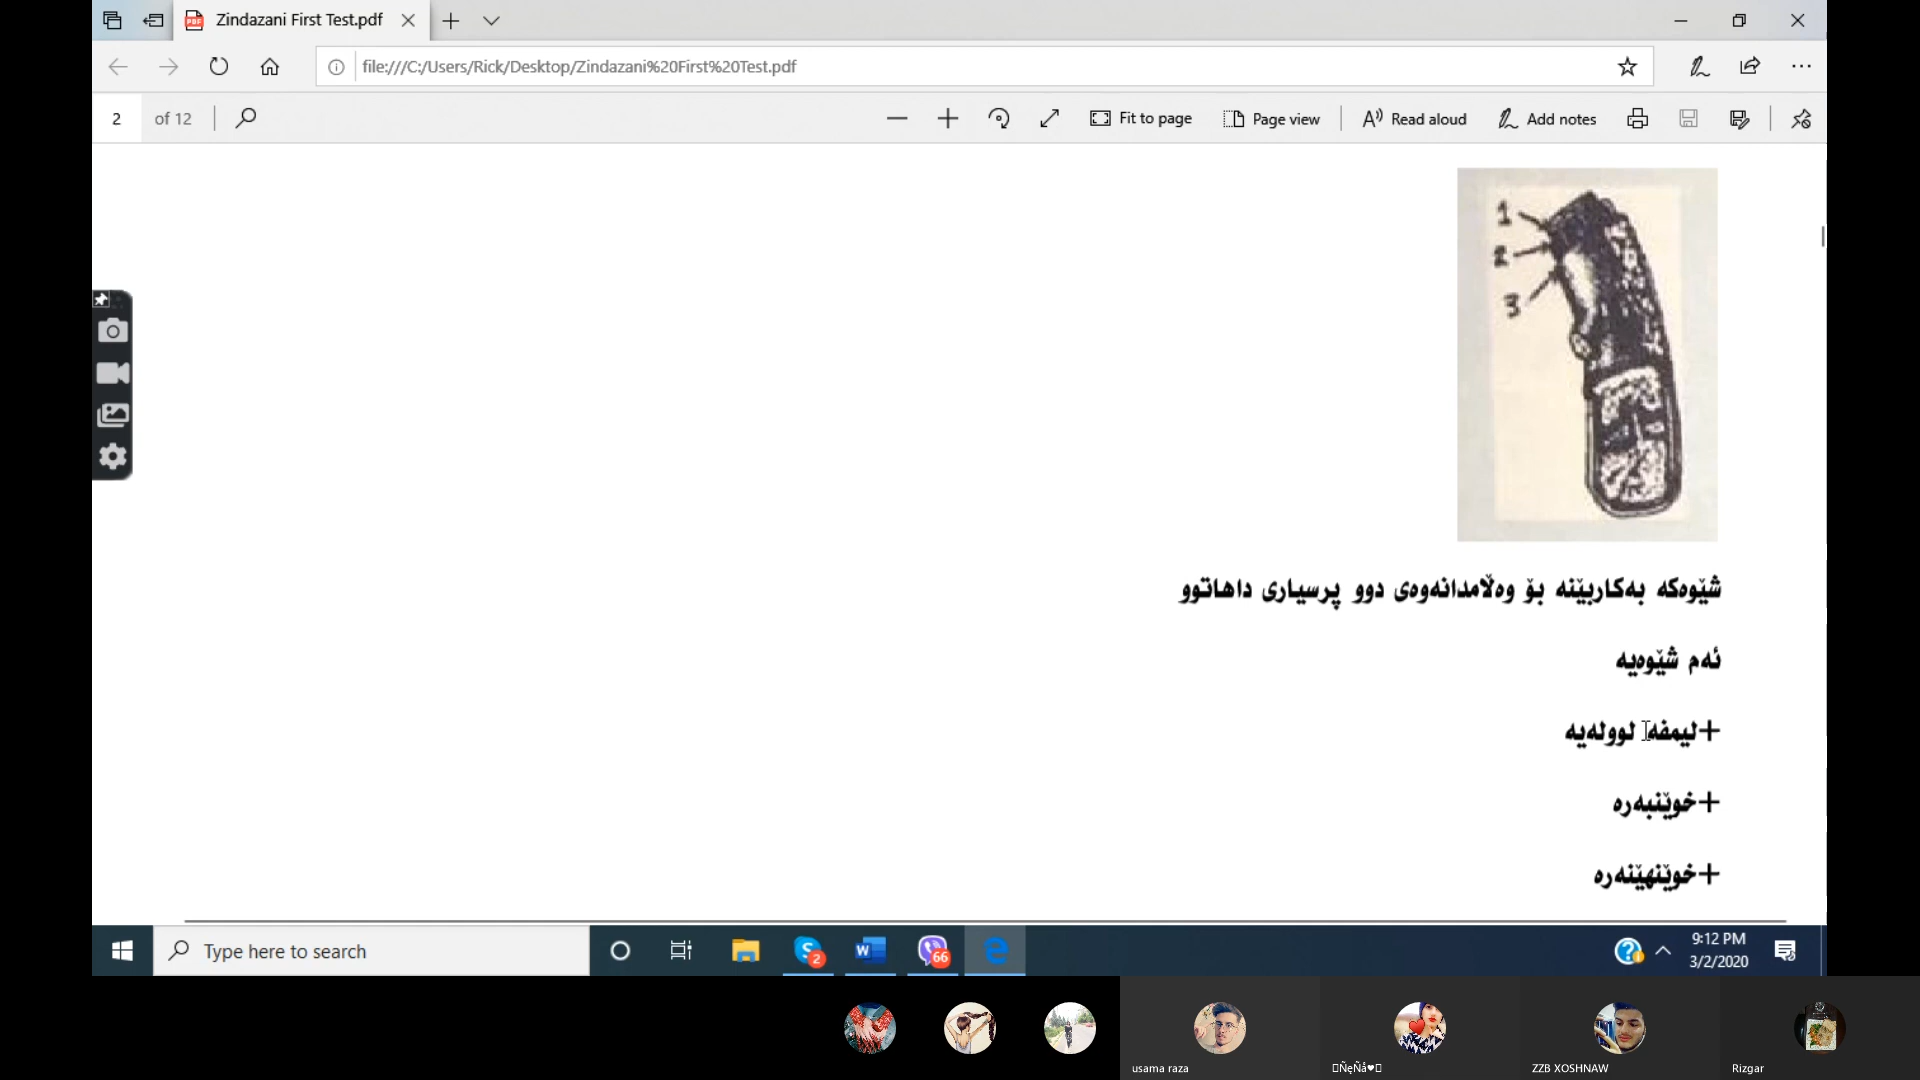 Zindazani First Test.pdf
file:///C:/Users/Rick/Desktop/Zindazani%20First%20Test.pdf
2 of 12
Fit to page
Page view
Read aloud
Add notes
1
2
3
شێوەکە بەکاربێنە بۆ وەڵامدانەوەی دوو پرسیاری داهاتوو
ئەم شێوەیە
+لیمفە لوولەیە
+خوێنبەرە
+خوێنهێنەرە
Type here to search
2
66
9:12 PM
3/2/2020
usama raza
ZZB XOSHNAW
Rizgar